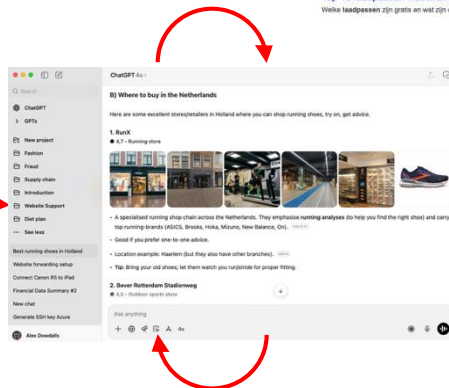 Welke laadpassen zijn gratis en wat zijn
ChatGPT 4o ›
Search
ChatGPT
GPTs
New project
Fashion
Fraud
Supply chain
Introduction
Website Support
Diet plan
See less
Best running shoes in Holland
Website forwarding setup
Connect Canon R5 to iPad
Financial Data Summary #2
New chat
Generate SSH key Azure
Alex Dowdalls
B) Where to buy in the Netherlands
Here are some excellent stores/retailers in Holland where you can shop running shoes, try on, get advice.
1. RunX
★ 4,7 • Running store
• A specialised running shop chain across the Netherlands. They emphasise running analyses (to help you find the right shoe) and carry
top running-brands (ASICS, Brooks, Hoka, Mizuno, New Balance, On).
• Good if you prefer one-to-one advice.
• Location example: Haarlem (but they also have other branches).
• Tip: Bring your old shoes; let them watch you run/stride for proper fitting.
2. Bever Rotterdam Stadionweg
★ 4,5 • Outdoor sports store
Ask anything
4o